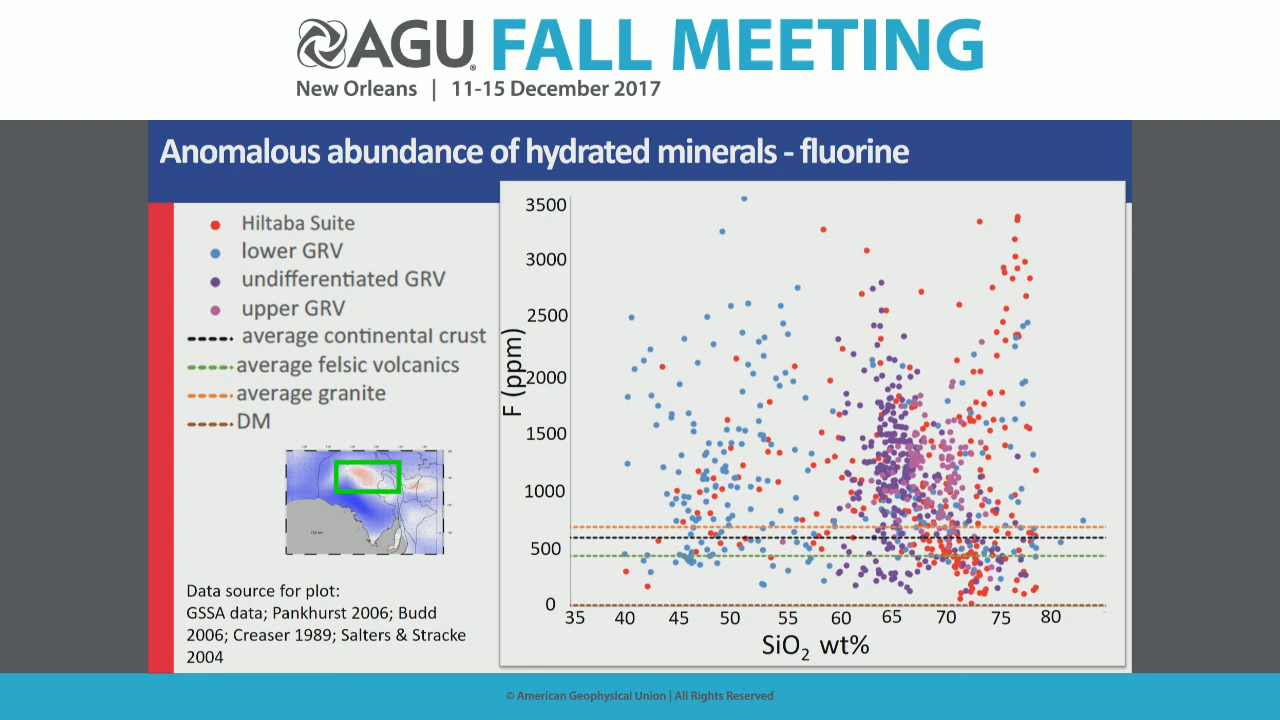 AGU FALL MEETING
New Orleans | 11-15 December 2017
Anomalous abundance of hydrated minerals - fluorine
Hiltaba Suite
lower GRV
undifferentiated GRV
upper GRV
average continental crust
average felsic volcanics
average granite
DM
Data source for plot:
GSSA data; Pankhurst 2006; Budd
2006; Creaser 1989; Salters & Stracke
2004
F (ppm)
3500
3000
2500
2000
1500
1000
500
0
35 40 45 50 55 60 65 70 75 80
SiO2 wt%
© American Geophysical Union | All Rights Reserved